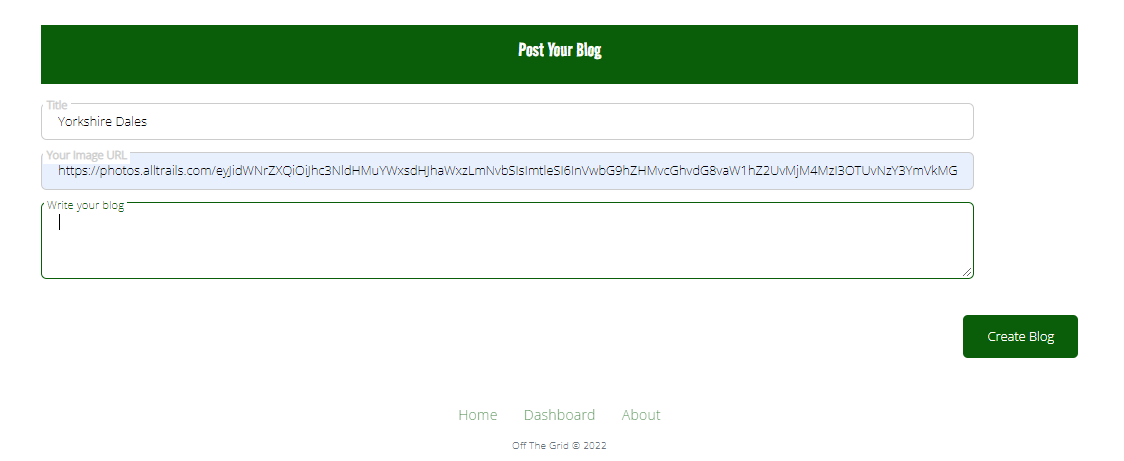 Post Your Blog
Title
Yorkshire Dales
Your Image URL
https://photos.alltrails.com/eyJidWNrZXQiOiJhc3NldHMuYWxsdHJhaWxzLmNvbSIsImtleSI6InVwbG9hZHMvcGhvdG8vaW1hZ2UvMjM4MzI3OTUvNzY3YmVkMG
Write your blog
Create Blog
Home Dashboard About
Off The Grid © 2022